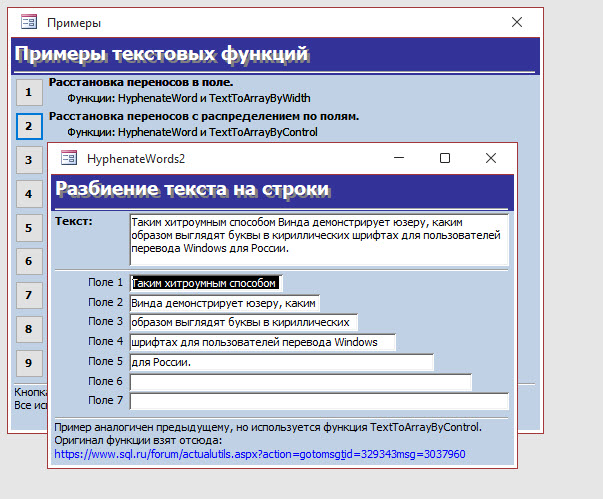 Примеры
Примеры текстовых функций
1
Расстановка переносов в поле.
Функции: HyphenateWord и TextToArrayByWidth
2
Расстановка переносов с распределением по полям.
Функции: HyphenateWord и TextToArrayByControl
3
4
5
6
7
8
9
Кнопка
Все
HyphenateWords2
Разбиение текста на строки
Текст:
Таким хитроумным способом Винда демонстрирует юзеру, каким
образом выглядят буквы в кириллических шрифтах для пользователей
перевода Windows для России.
Поле 1 Таким хитроумным способом
Поле 2 Винда демонстрирует юзеру, каким
Поле 3 образом выглядят буквы в кириллических
Поле 4 шрифтах для пользователей перевода Windows
Поле 5 для России.
Поле 6
Поле 7
Пример аналогичен предыдущему, но используется функция TextToArrayByControl.
Оригинал функции взят отсюда:
https://www.sql.ru/forum/actualutils.aspx?action=gotomsgtid=329343msg=3037960